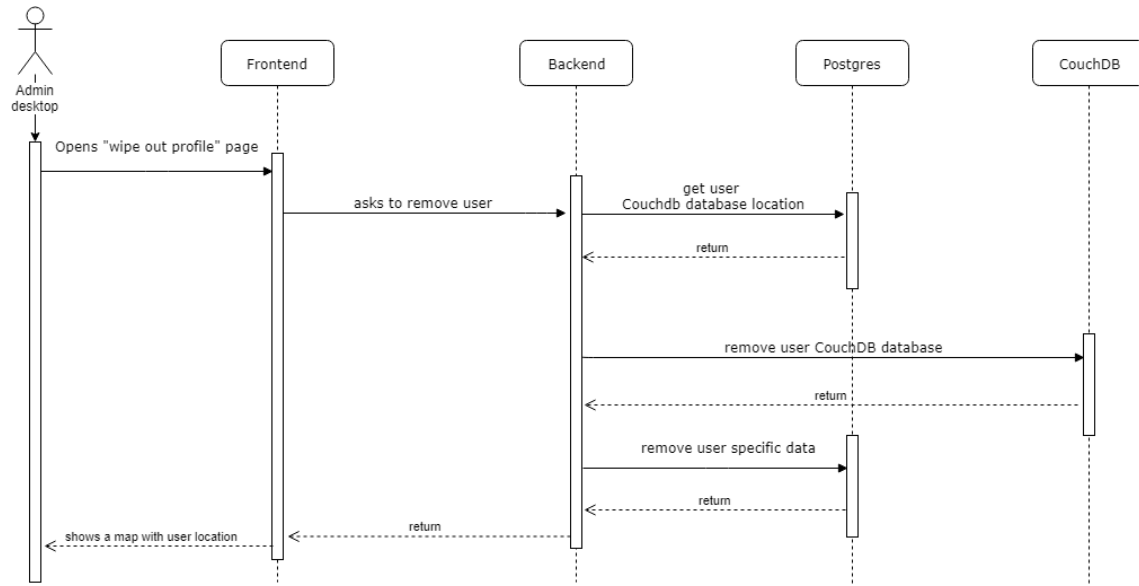 Frontend
Backend
Postgres
CouchDB
Admin
desktop
Opens "wipe out profile" page
asks to remove user
get user
Couchdb database location
return
remove user CouchDB database
return
remove user specific data
return
return
shows a map with user location